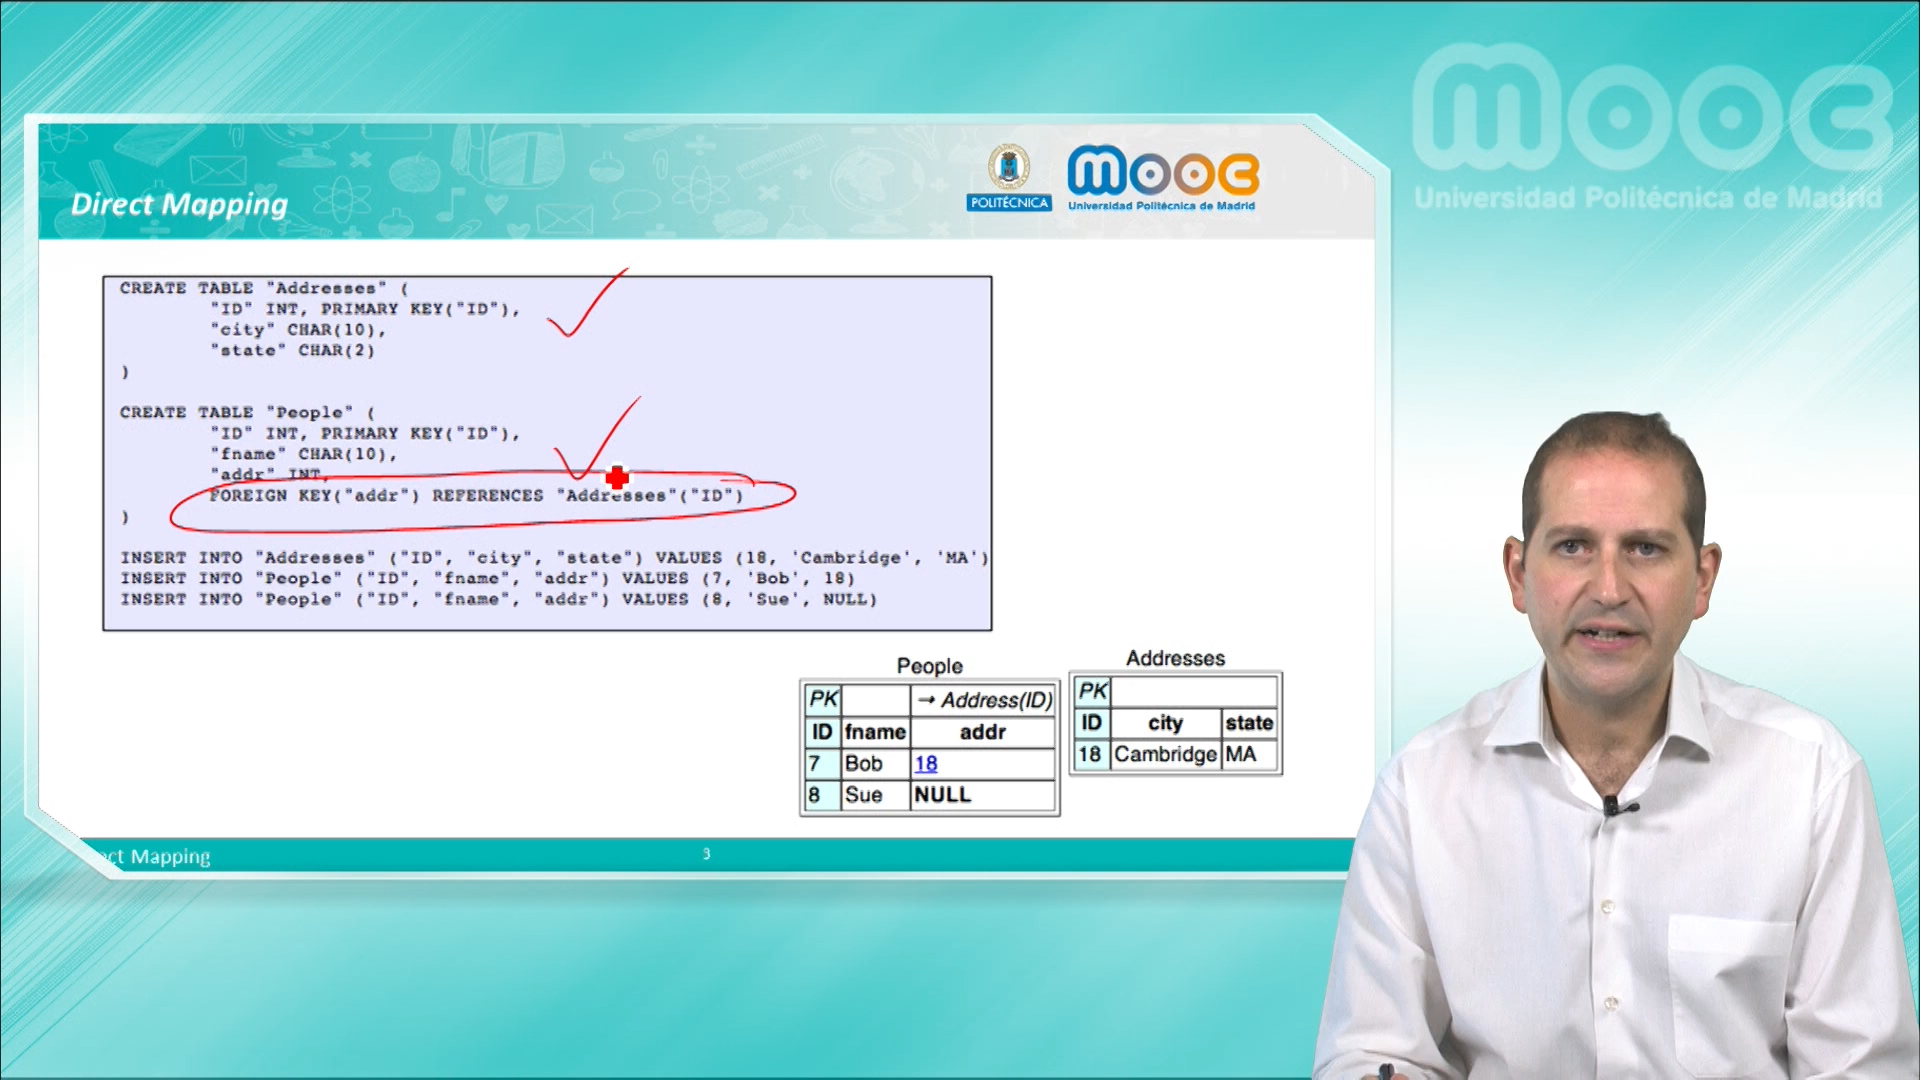 mooc
Universidad Politécnica de Madrid
Direct Mapping
POLITÉCNICA
mooc
Universidad Politécnica de Madrid
CREATE TABLE "Addresses" (
"ID" INT, PRIMARY KEY("ID"),
"city" CHAR(10),
"state" CHAR(2)
)
CREATE TABLE "People" (
"ID" INT, PRIMARY KEY("ID"),
"fname" CHAR(10),
"addr" INT,
FOREIGN KEY("addr") REFERENCES "Addresses"("ID")
)
INSERT INTO "Addresses" ("ID", "city", "state") VALUES (18, 'Cambridge', 'MA')
INSERT INTO "People" ("ID", "fname", "addr") VALUES (7, 'Bob', 18)
INSERT INTO "People" ("ID", "fname", "addr") VALUES (8, 'Sue', NULL)
People
PK → Address(ID)
ID fname addr
7 Bob 18
8 Sue NULL
Addresses
PK
ID city state
18 Cambridge MA
ect Mapping
3